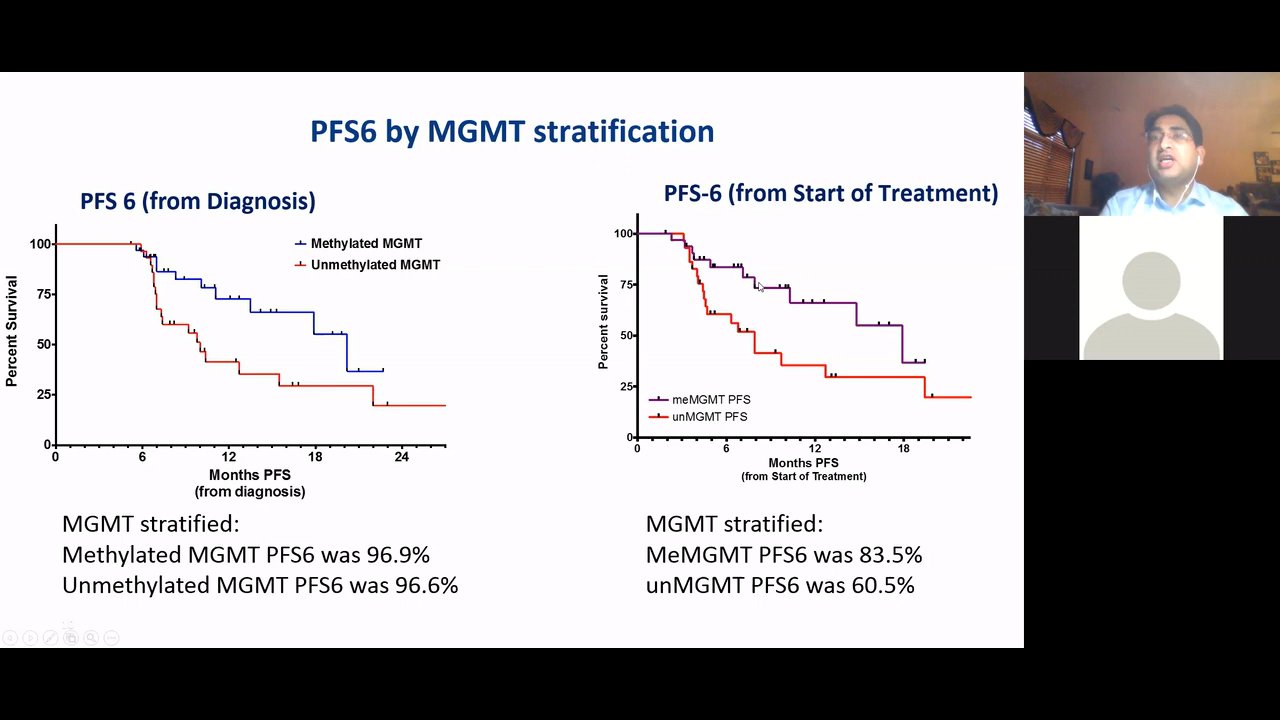 PFS6 by MGMT stratification
PFS 6 (from Diagnosis)
Percent Survival
100
75
50
25
0
Methylated MGMT
Unmethylated MGMT
0 6 12 18 24
Months PFS
(from diagnosis)
MGMT stratified:
Methylated MGMT PFS6 was 96.9%
Unmethylated MGMT PFS6 was 96.6%
PFS-6 (from Start of Treatment)
Percent survival
100
75
50
25
0
meMGMT PFS
unMGMT PFS
0 6 12 18
Months PFS
(from Start of Treatment)
MGMT stratified:
MeMGMT PFS6 was 83.5%
unMGMT PFS6 was 60.5%